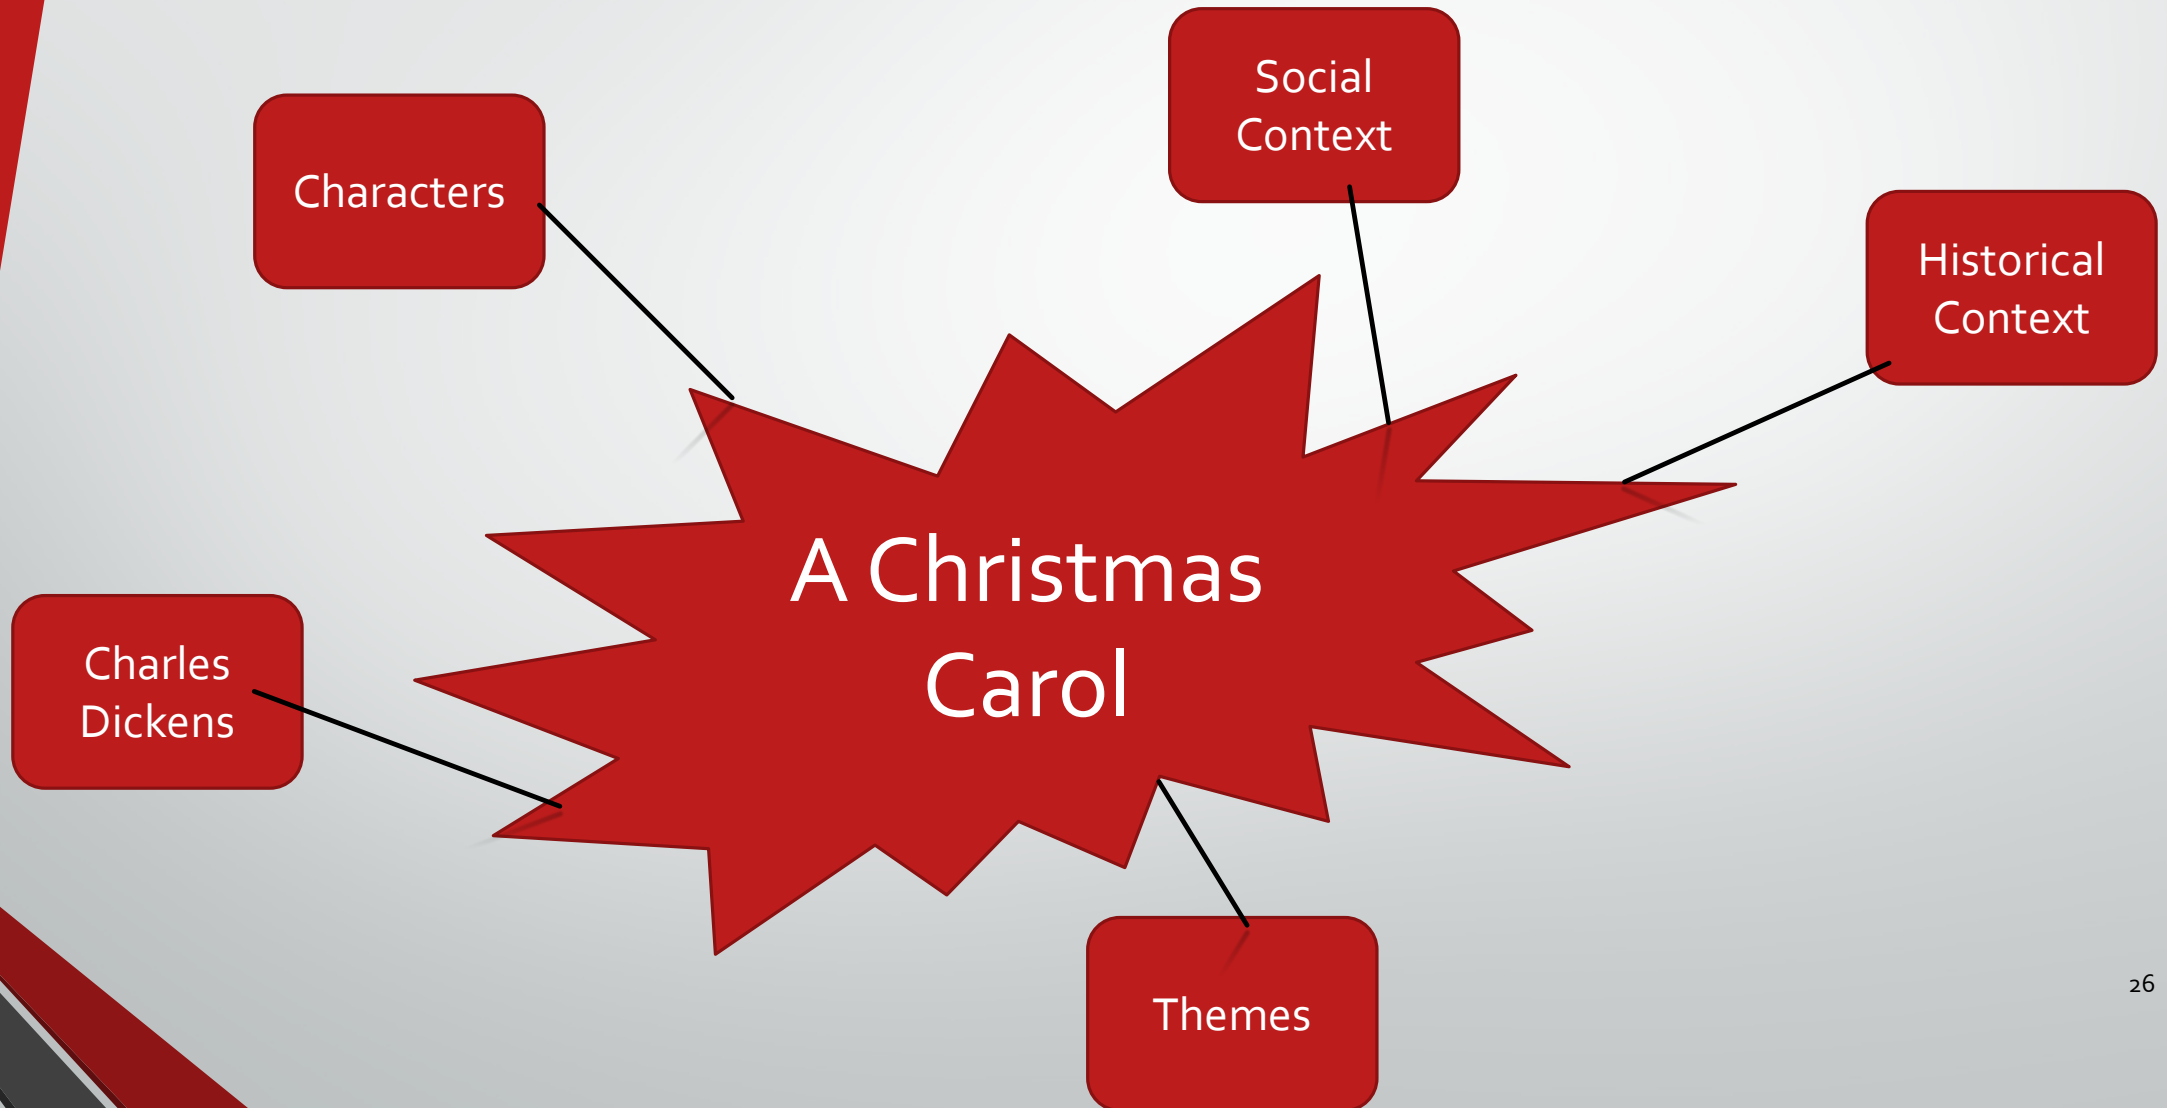 Social
Context
Characters
Historical
Context
A Christmas
Carol
Charles
Dickens
Themes
26